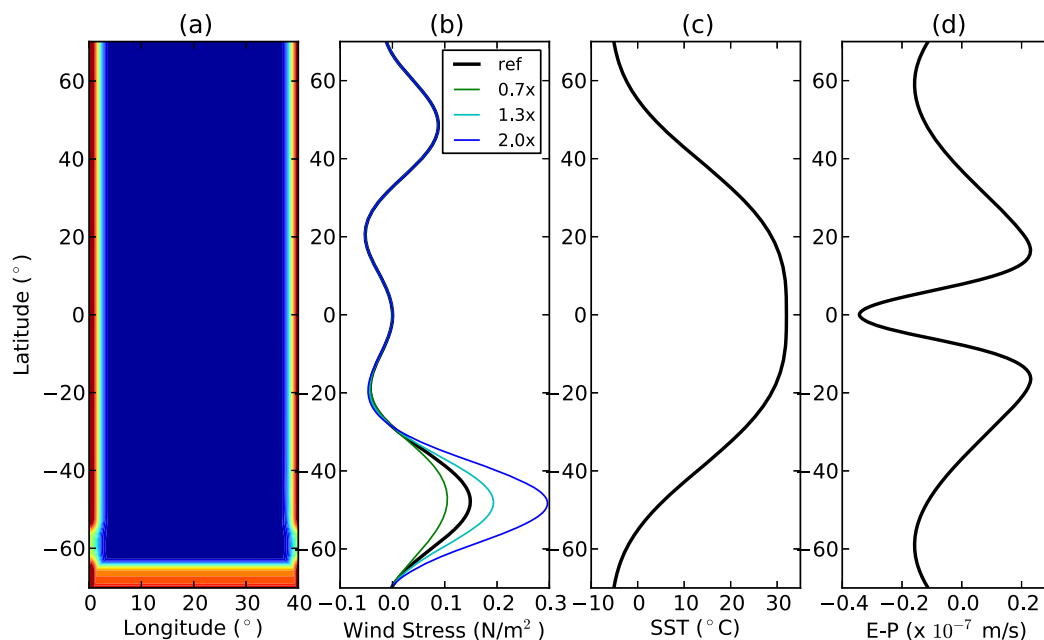 (a) (b) (c) (d)
ref
0.7x
1.3x
2.0x
60 60 60 60
40 40 40 40
20 20 20 20
0 0 0 0
−20 −20 −20 −20
−40 −40 −40 −40
−60 −60 −60 −60
Latitude (°)
0 10 20 30 40
−0.1 0.0 0.1 0.2 0.3
−10 0 10 20 30
−0.4 −0.2 0.0 0.2
Longitude (°)
Wind Stress (N/m²)
SST (°C)
E-P (x 10⁻⁷ m/s)